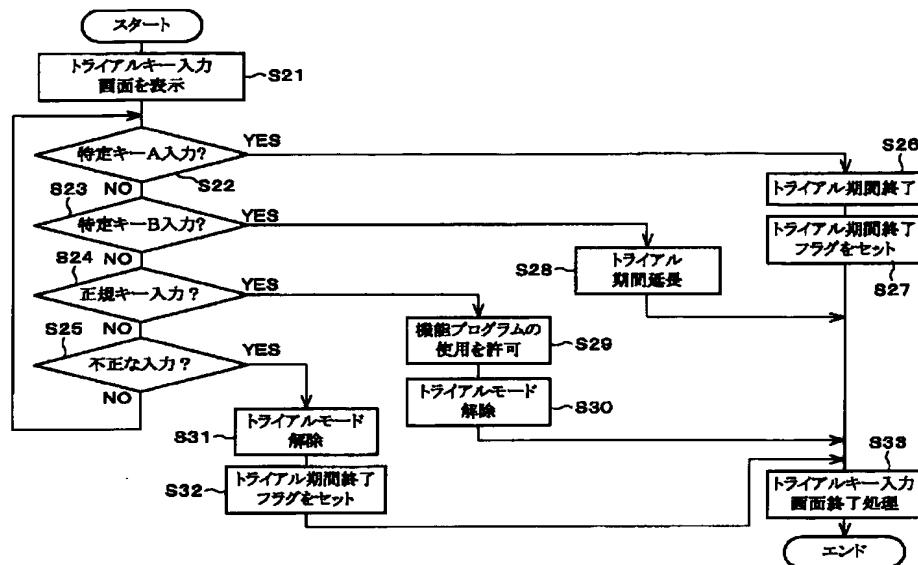 スタート
トライアルキー入力
画面を表示
S21
特定キーA入力?
YES
S22
NO
S23
特定キーB入力?
YES
NO
S24
正規キー入力?
YES
NO
S25
不正な入力?
YES
NO
S26
トライアル期間終了
トライアル期間終了
フラグをセット
S27
S28
トライアル
期間延長
機能プログラムの
使用を許可
S29
トライアルモード
解除
S30
S31
トライアルモード
解除
S32
トライアル期間終了
フラグをセット
S33
トライアルキー入力
画面終了処理
エンド